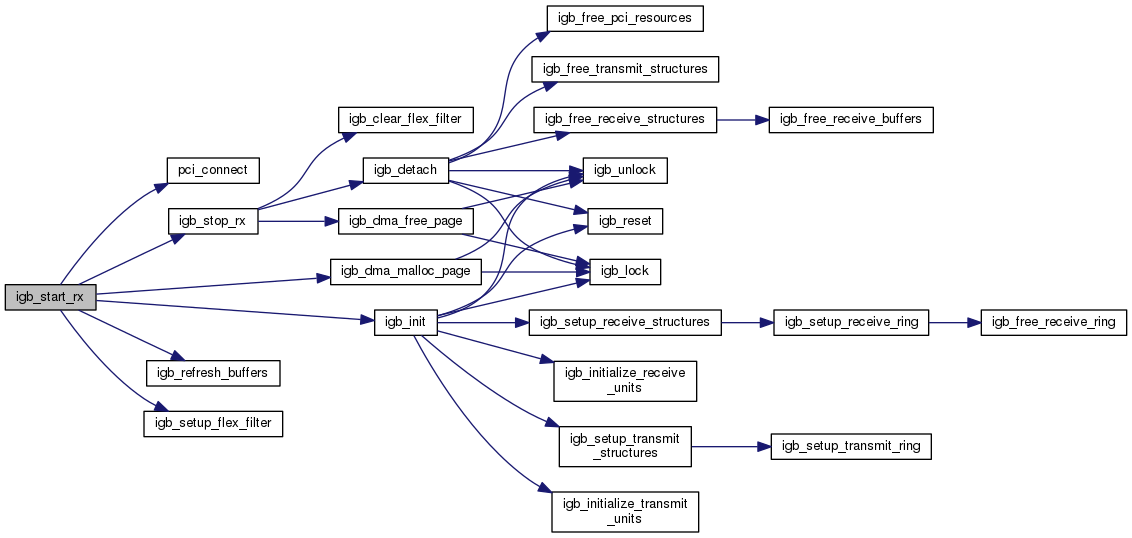 igb_free_pci_resources
igb_free_transmit_structures
igb_clear_flex_filter
igb_free_receive_structures
igb_free_receive_buffers
pci_connect
igb_detach
igb_unlock
igb_stop_rx
igb_dma_free_page
igb_reset
igb_dma_malloc_page
igb_lock
igb_start_rx
igb_init
igb_setup_receive_structures
igb_setup_receive_ring
igb_free_receive_ring
igb_refresh_buffers
igb_initialize_receive
_units
igb_setup_flex_filter
igb_setup_transmit
_structures
igb_setup_transmit_ring
igb_initialize_transmit
_units